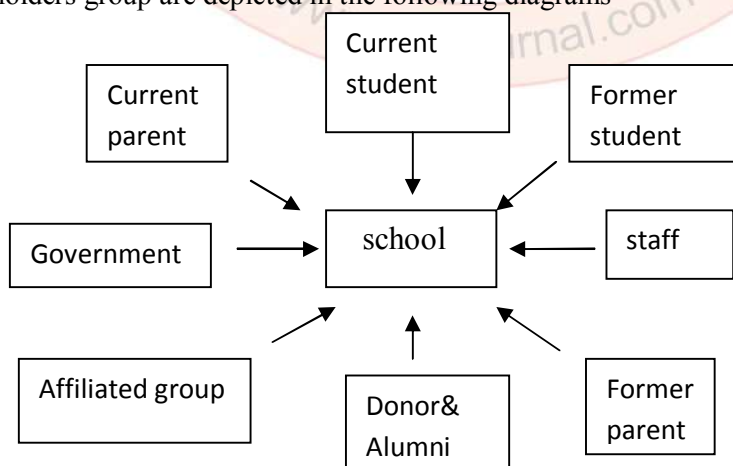 holders group are depicted in the following diagrams
Current
student
Current
parent
Former
student
school
Government
staff
Affiliated group
Donor&
Alumni
Former
parent